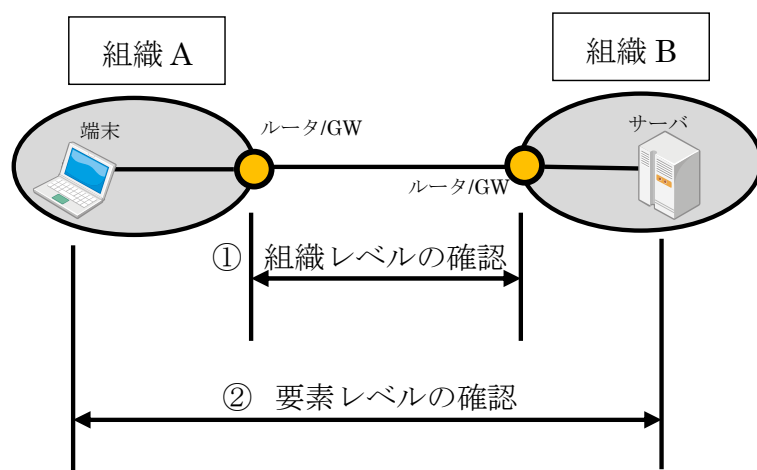 組織 A
組織 B
端末
ルータ/GW
サーバ
ルータ/GW
① 組織レベルの確認
② 要素レベルの確認